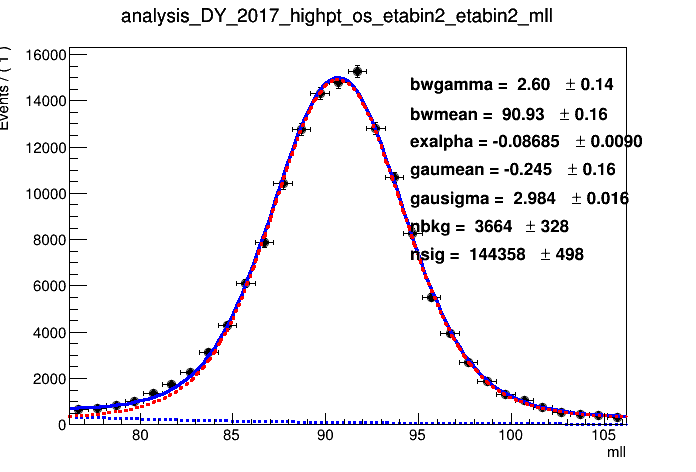 analysis_DY_2017_highpt_os_etabin2_etabin2_mll
Events / ( 1 )
16000
14000
12000
10000
8000
6000
4000
2000
0
bwgamma = 2.60 ± 0.14
bwmean = 90.93 ± 0.16
exalpha = -0.08685 ± 0.0090
gaumean = -0.245 ± 0.16
gausigma = 2.984 ± 0.016
nbkg = 3664 ± 328
nsig = 144358 ± 498
80 85 90 95 100 105
mll